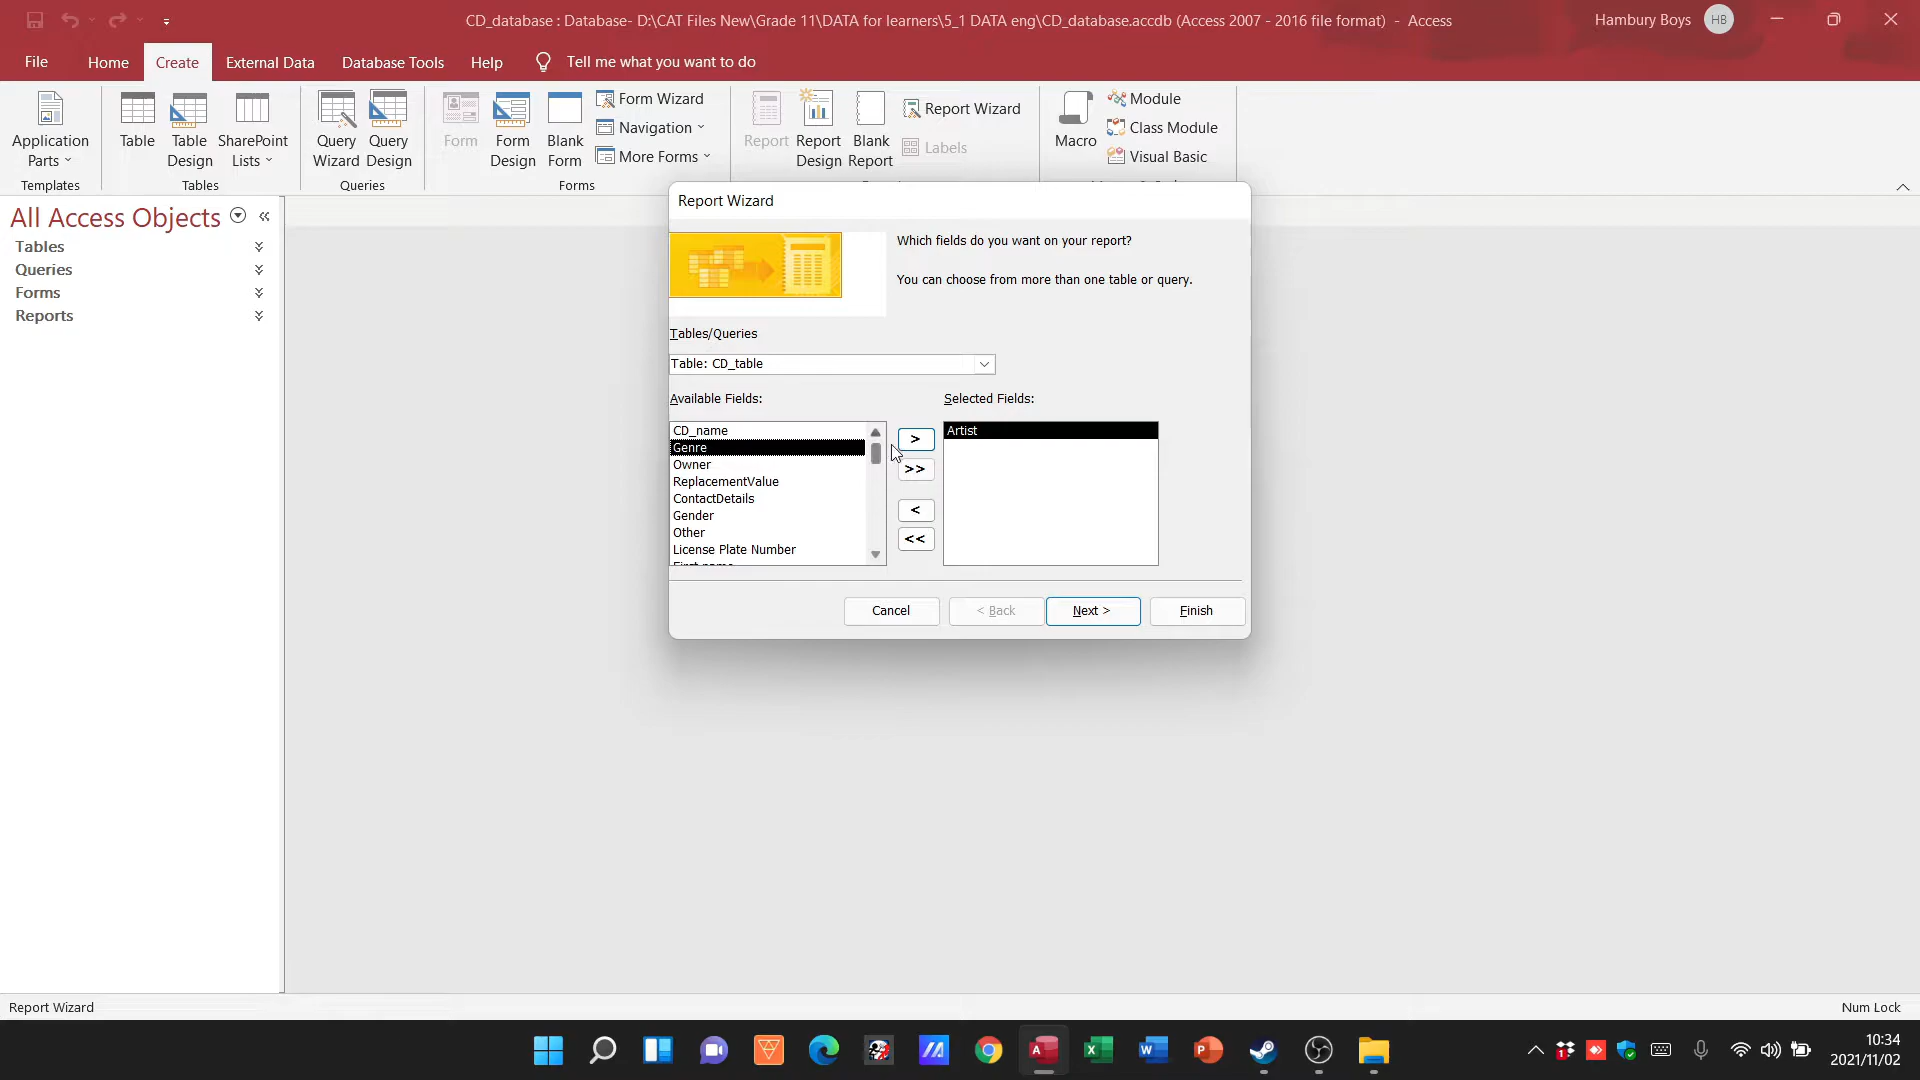 CD_database : Database- D:\CAT Files New\Grade 11\DATA for learners\5_1 DATA eng\CD_database.accdb (Access 2007 - 2016 file format) - Access
Hambury Boys
HB
File
Home
Create
External Data
Database Tools
Help
Tell me what you want to do
Application
Parts
Templates
Table
Table
Design
SharePoint
Lists
Tables
Query
Wizard
Query
Design
Queries
Form
Form
Design
Blank
Form
Form Wizard
Navigation
More Forms
Forms
Report
Report
Design
Blank
Report
Report Wizard
Labels
Macro
Module
Class Module
Visual Basic
All Access Objects
Tables
Queries
Forms
Reports
Report Wizard
Which fields do you want on your report?
You can choose from more than one table or query.
Tables/Queries
Table: CD_table
Available Fields:
Selected Fields:
CD_name
Genre
Owner
ReplacementValue
ContactDetails
Gender
Other
License Plate Number
>
>>
<
<<
Artist
Cancel
< Back
Next >
Finish
Report Wizard
Num Lock
10:34
2021/11/02